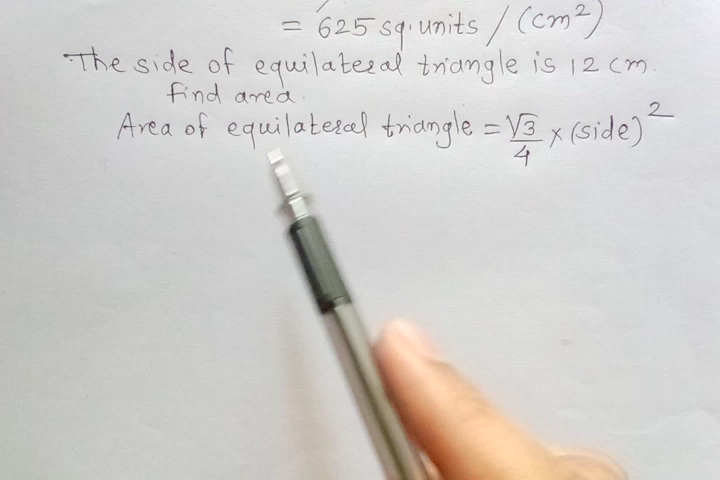 = 625 sq. units / (cm²)
The side of equilateral triangle is 12 cm.
find area.
Area of equilateral triangle = √3/4 × (side)²